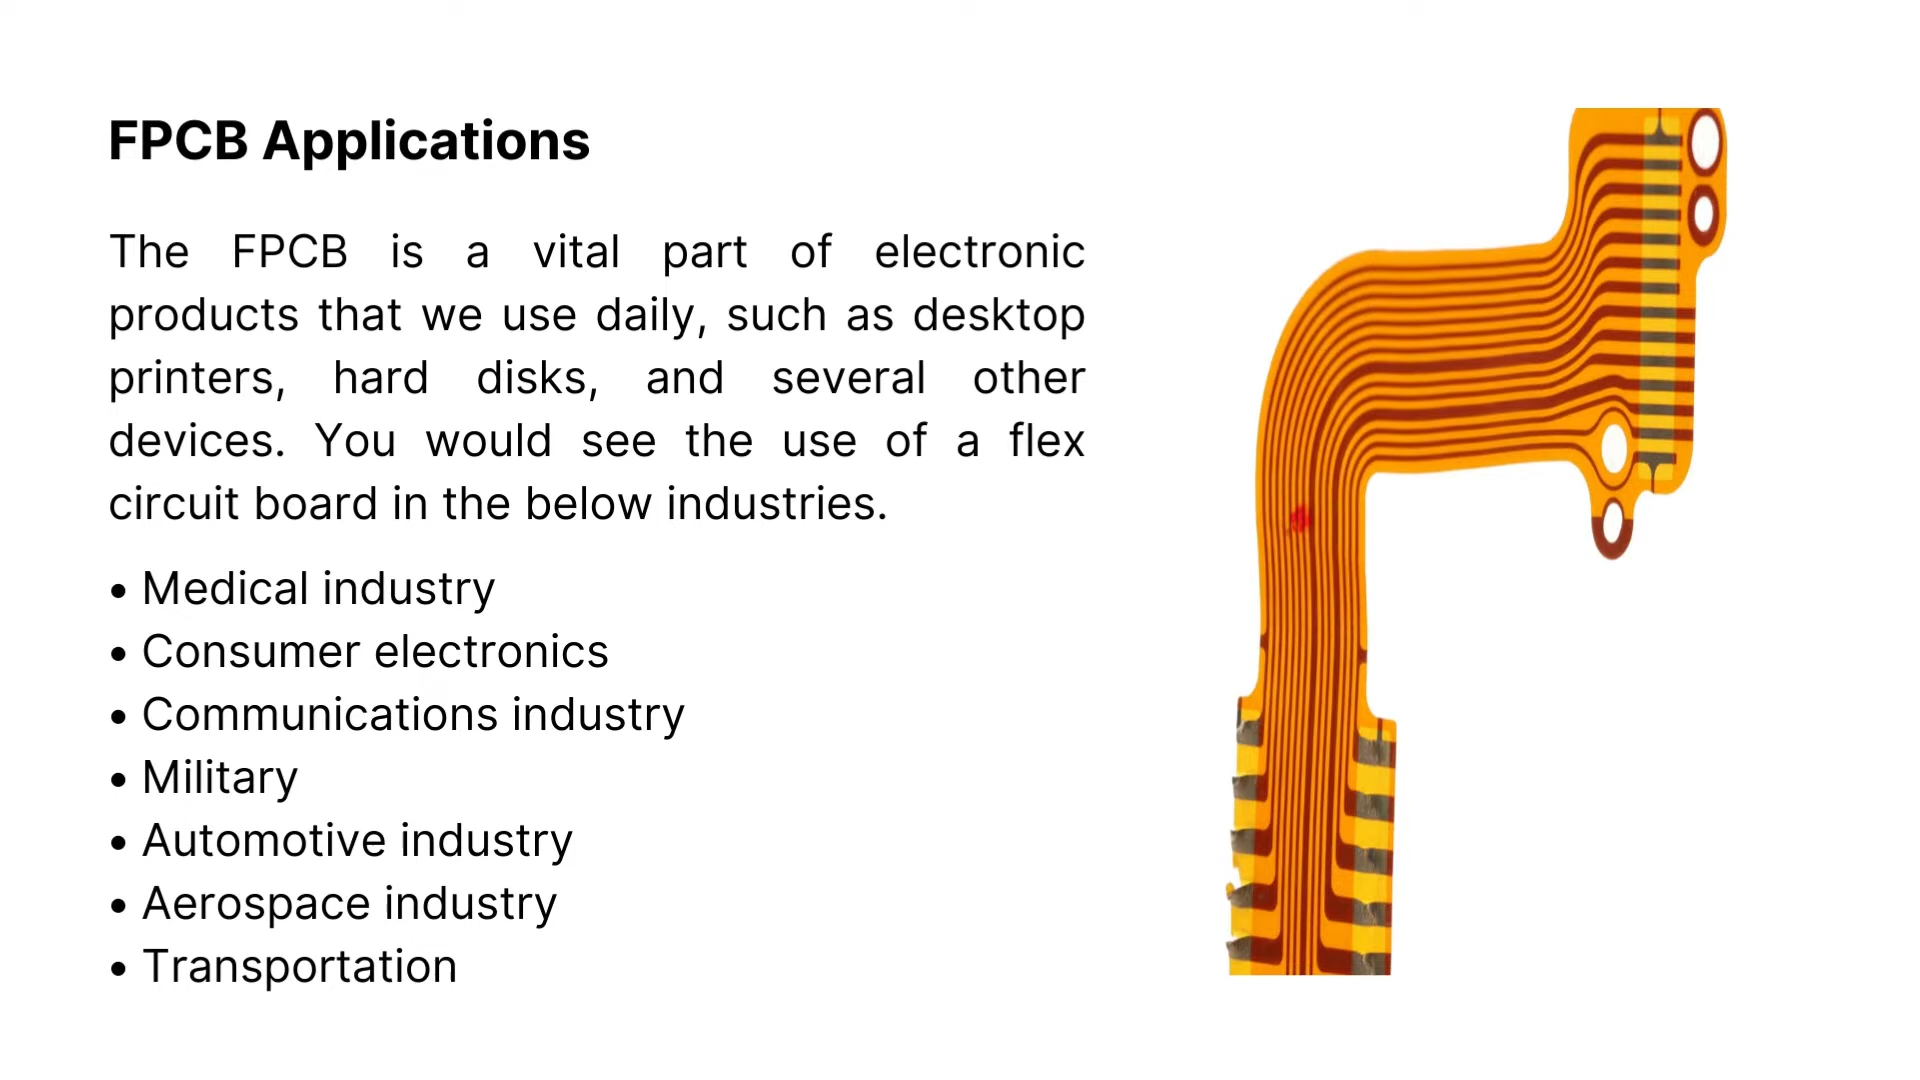 FPCB Applications
The FPCB is a vital part of electronic
products that we use daily, such as desktop
printers, hard disks, and several other
devices. You would see the use of a flex
circuit board in the below industries.
• Medical industry
• Consumer electronics
• Communications industry
• Military
• Automotive industry
• Aerospace industry
• Transportation